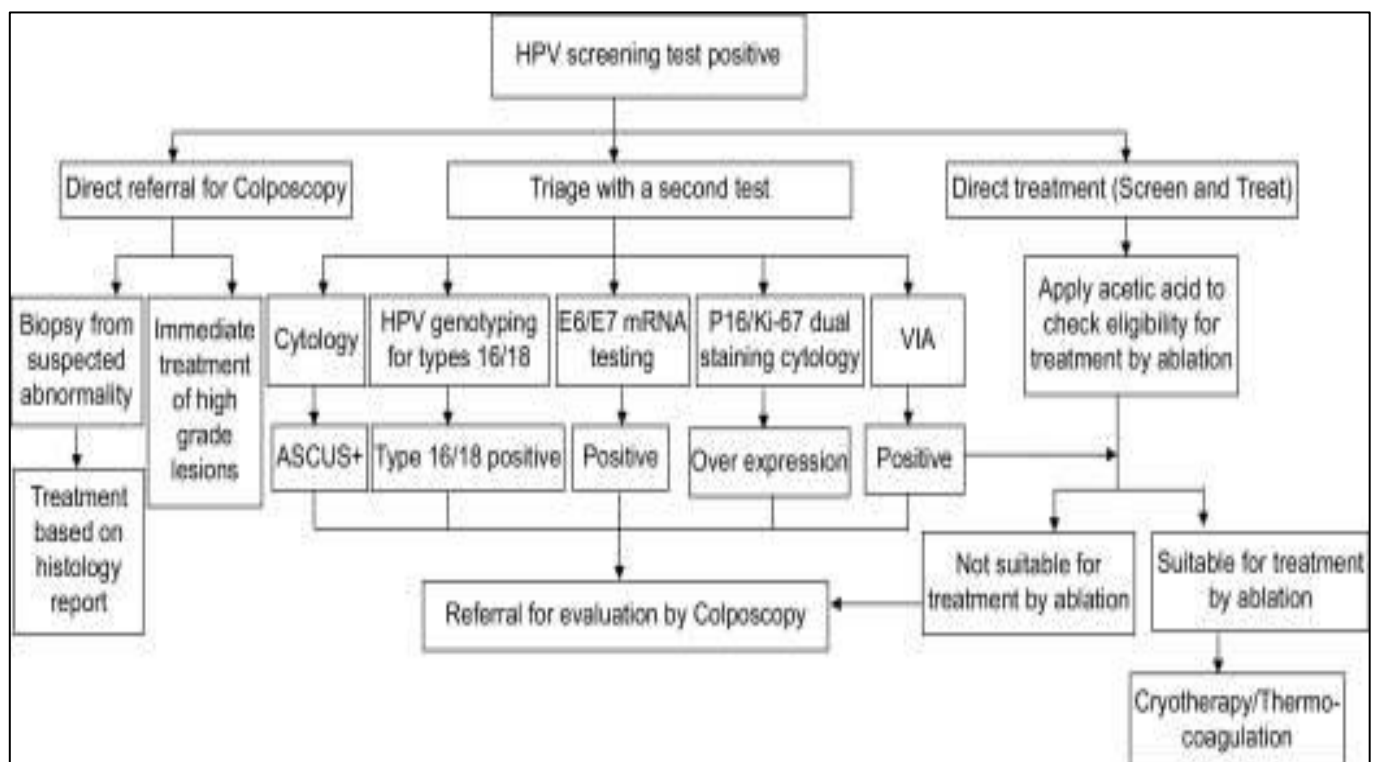 HPV screening test positive
Direct referral for Colposcopy
Triage with a second test
Direct treatment (Screen and Treat)
Biopsy from
suspected
abnormality
Immediate
treatment
of high
grade
lesions
Cytology
HPV genotyping
for types 16/18
E6/E7 mRNA
testing
P16/Ki-67 dual
staining cytology
VIA
Apply acetic acid to
check eligibility for
treatment by ablation
ASCUS+
Type 16/18 positive
Positive
Over expression
Positive
Treatment
based on
histology
report
Referral for evaluation by Colposcopy
Not suitable for
treatment by ablation
Suitable for treatment
by ablation
Cryotherapy/Thermo-
coagulation